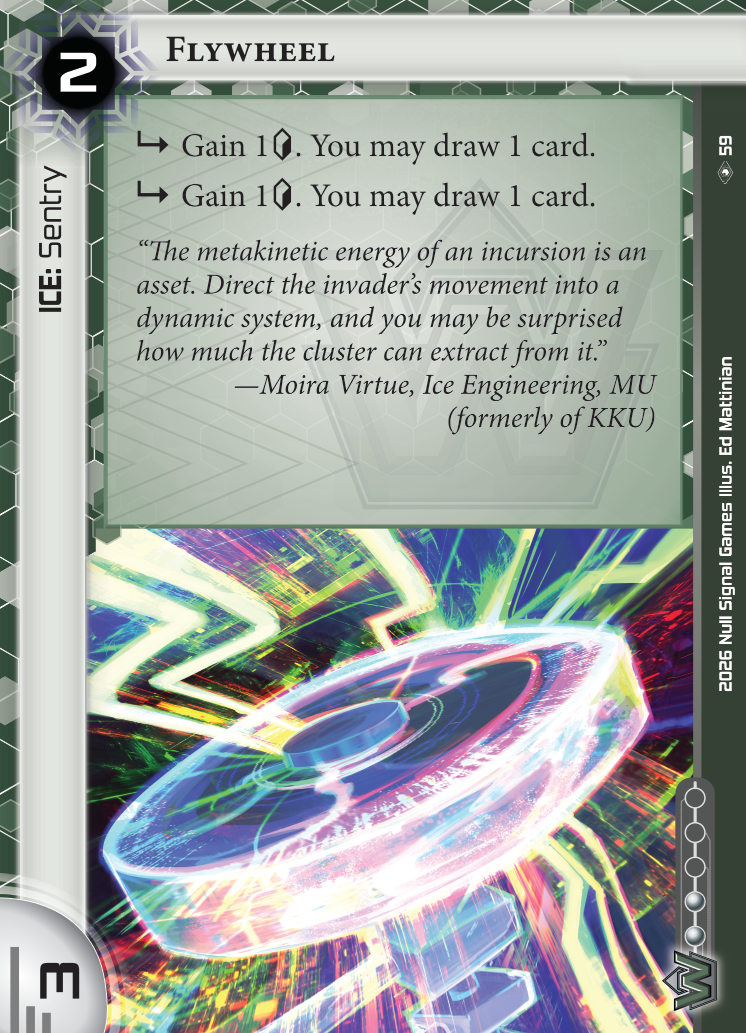 2
Flywheel
ICE: Sentry
↳ Gain 1. You may draw 1 card.
↳ Gain 1. You may draw 1 card.
“The metakinetic energy of an incursion is an
asset. Direct the invader’s movement into a
dynamic system, and you may be surprised
how much the cluster can extract from it.”
—Moira Virtue, Ice Engineering, MU
(formerly of KKU)
59
2026 Null Signal Games Illus. Ed Mattinian
3